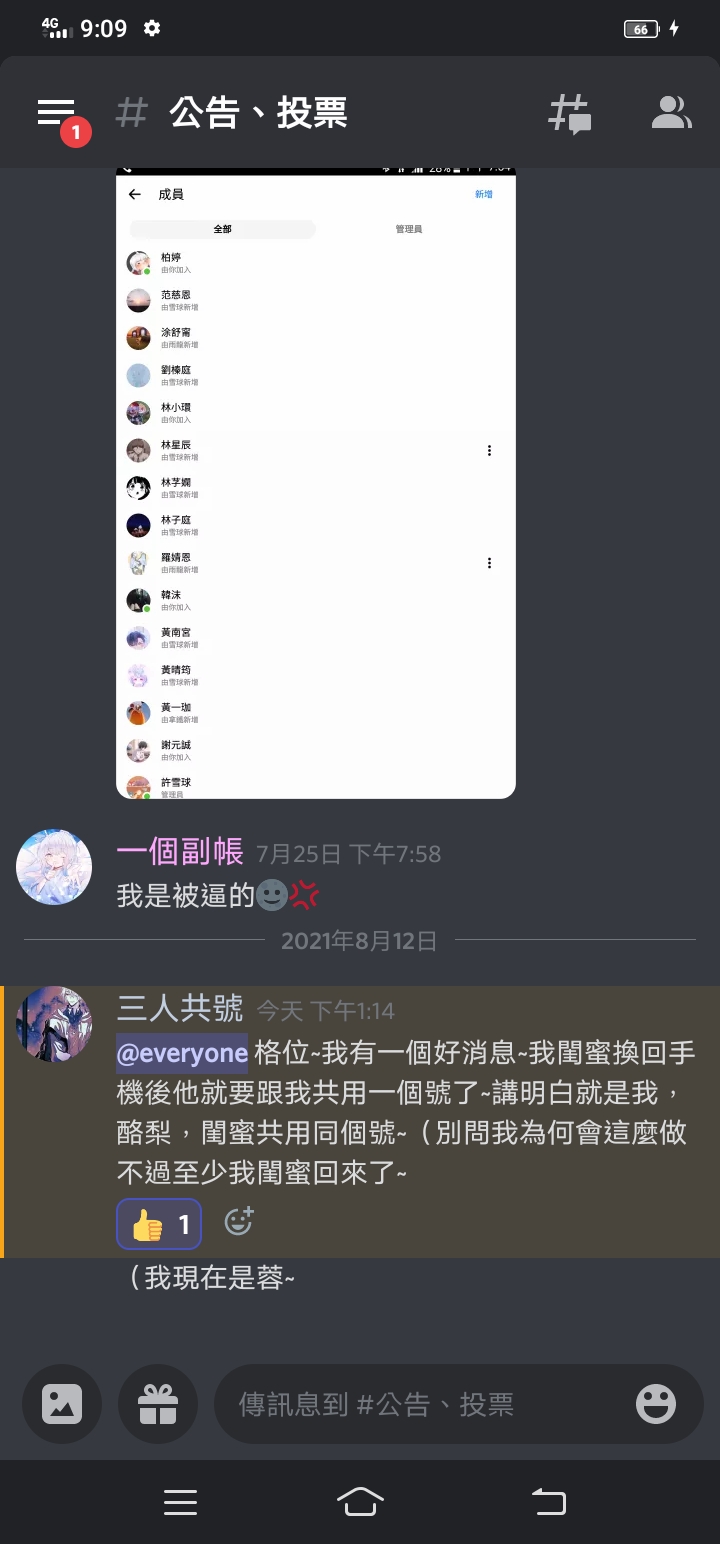 4G 9:09 66
1
# 公告、投票
28% 7:54
成員 新增
全部 管理員
柏婷
由你加入
范慈恩
由雪球新增
涂舒甯
由雨龍新增
劉榛庭
由雪球新增
林小環
由你加入
林星辰
由雪球新增
林芓嫻
由雪球新增
林子庭
由雪球新增
羅婧恩
由雨龍新增
韓沫
由你加入
黃南宮
由雪球新增
黃晴筠
由雪球新增
黃一珈
由拿鐵新增
謝元誠
由你加入
許雪球
管理員
一個副帳 7月25日 下午7:58
我是被逼的
2021年8月12日
三人共號 今天 下午1:14
@everyone 格位~我有一個好消息~我閨蜜換回手
機後他就要跟我共用一個號了~講明白就是我，
酪梨，閨蜜共用同個號~（別問我為何會這麼做
不過至少我閨蜜回來了~
1
（我現在是蓉~
傳訊息到 #公告、投票